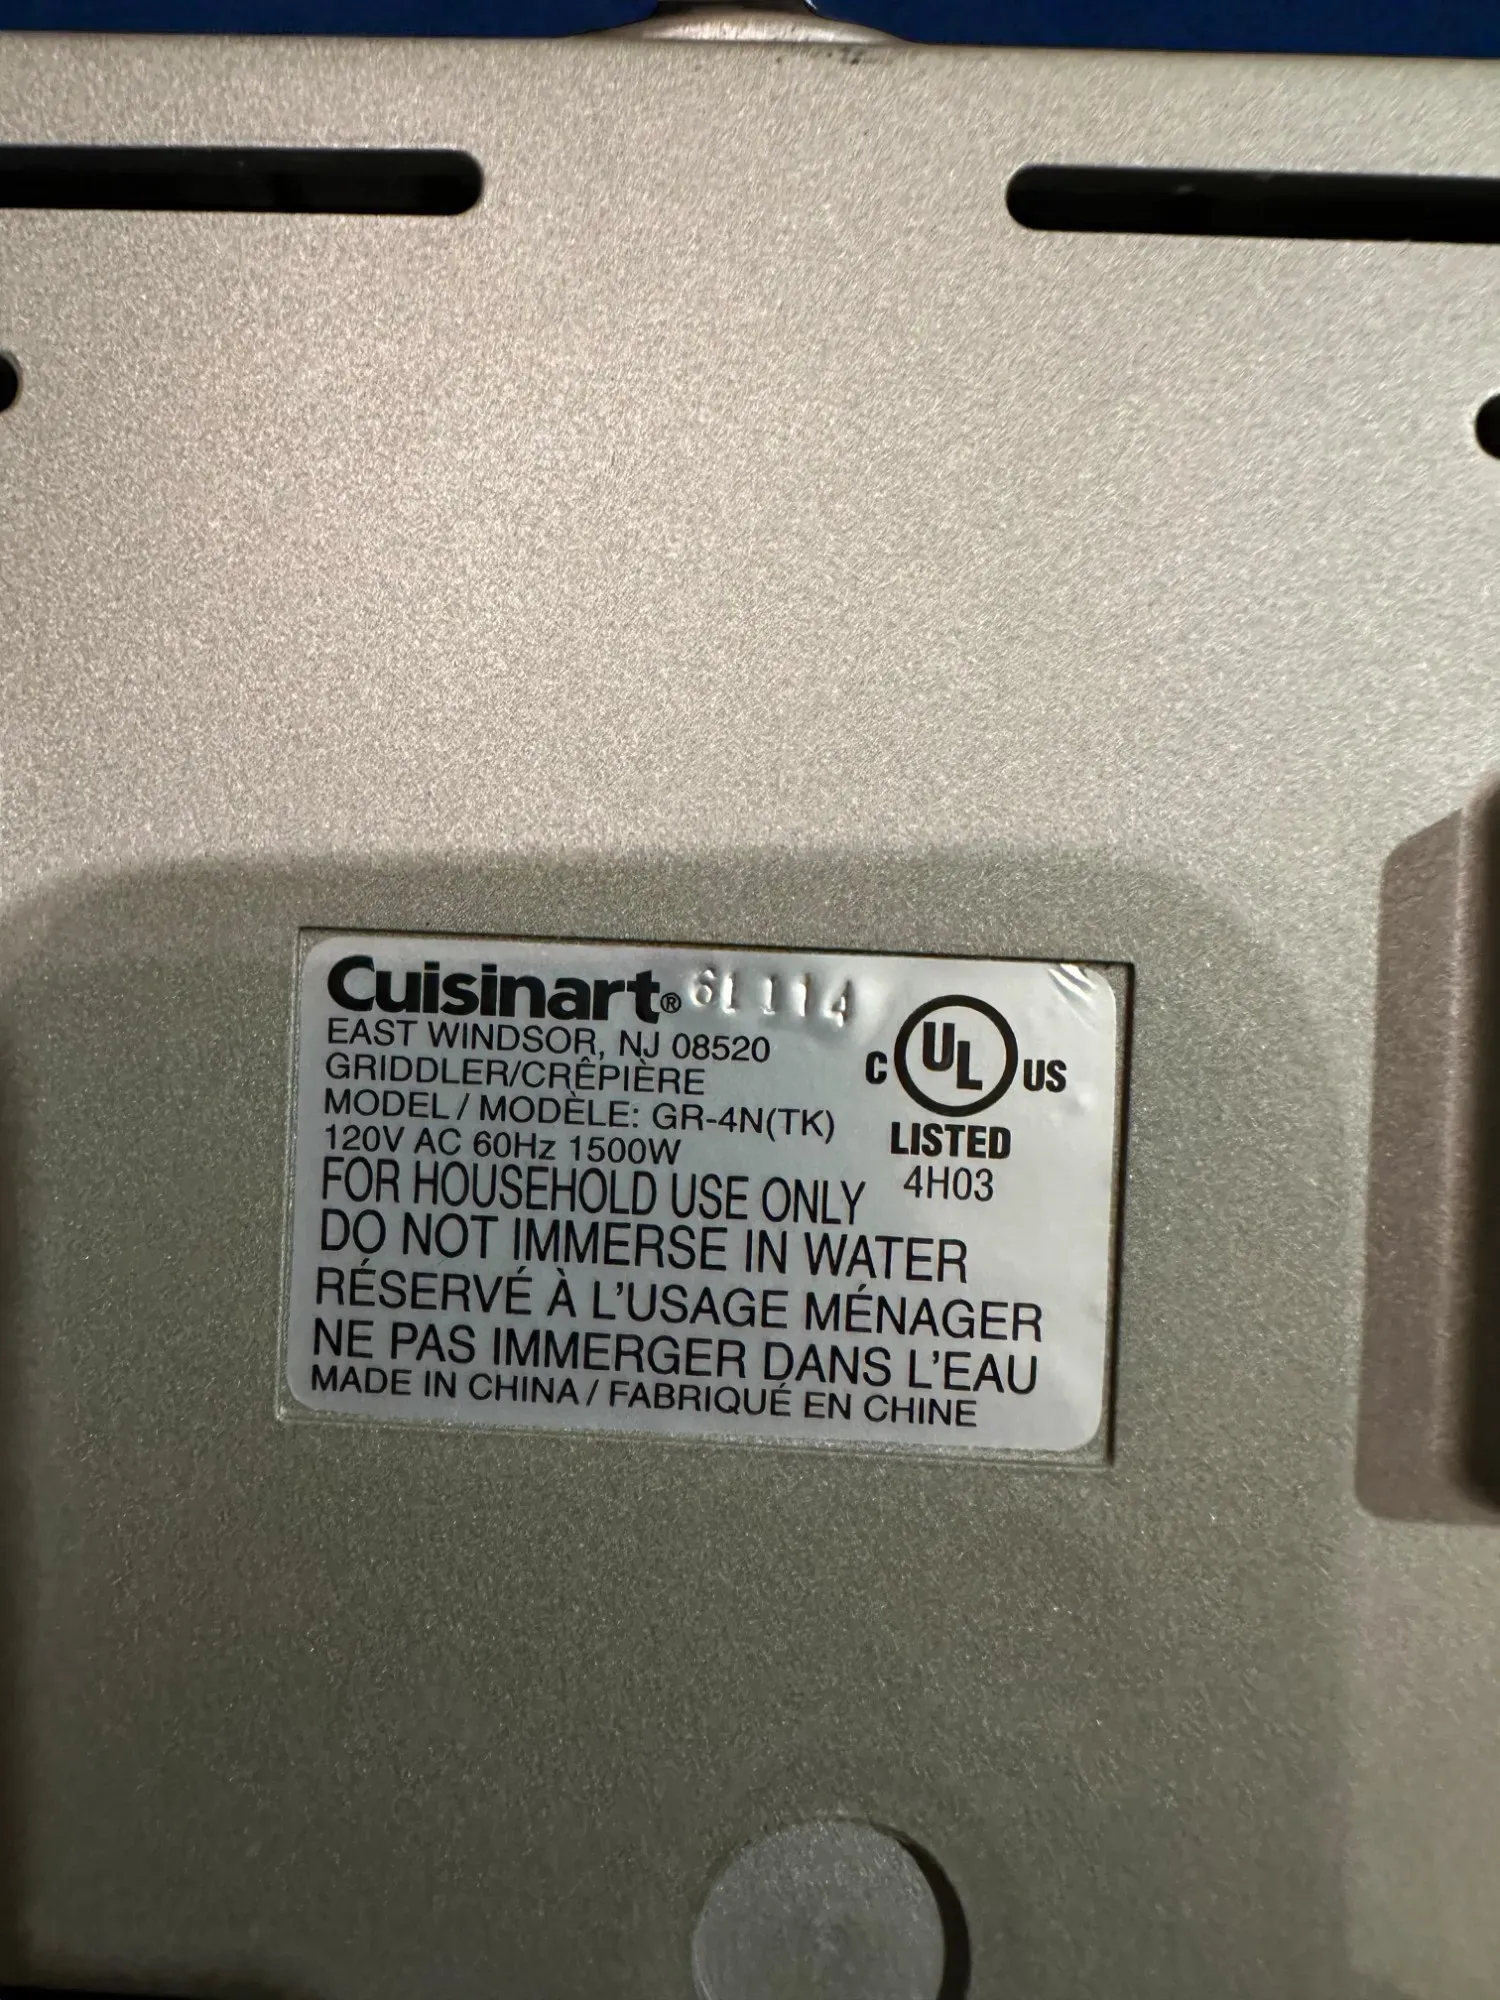 Cuisinart® 61114
EAST WINDSOR, NJ 08520
GRIDDLER/CRÊPIÈRE
MODEL / MODÈLE: GR-4N(TK)
120V AC 60Hz 1500W
FOR HOUSEHOLD USE ONLY
DO NOT IMMERSE IN WATER
RÉSERVÉ À L'USAGE MÉNAGER
NE PAS IMMERGER DANS L'EAU
MADE IN CHINA / FABRIQUÉ EN CHINE
C UL US
LISTED
4H03